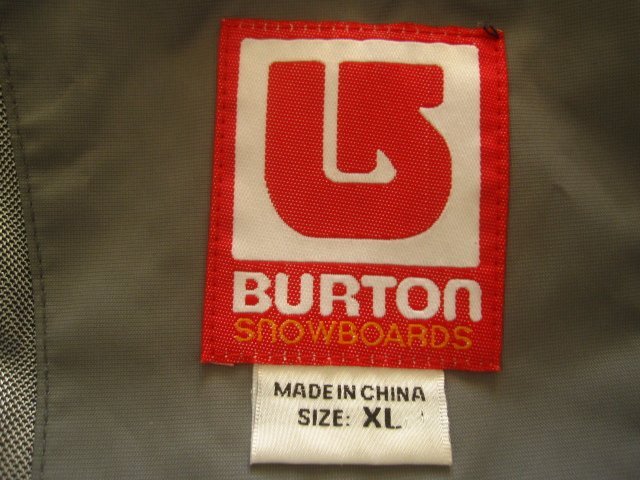 BURTON
SNOWBOARDS
MADE IN CHINA
SIZE: XL